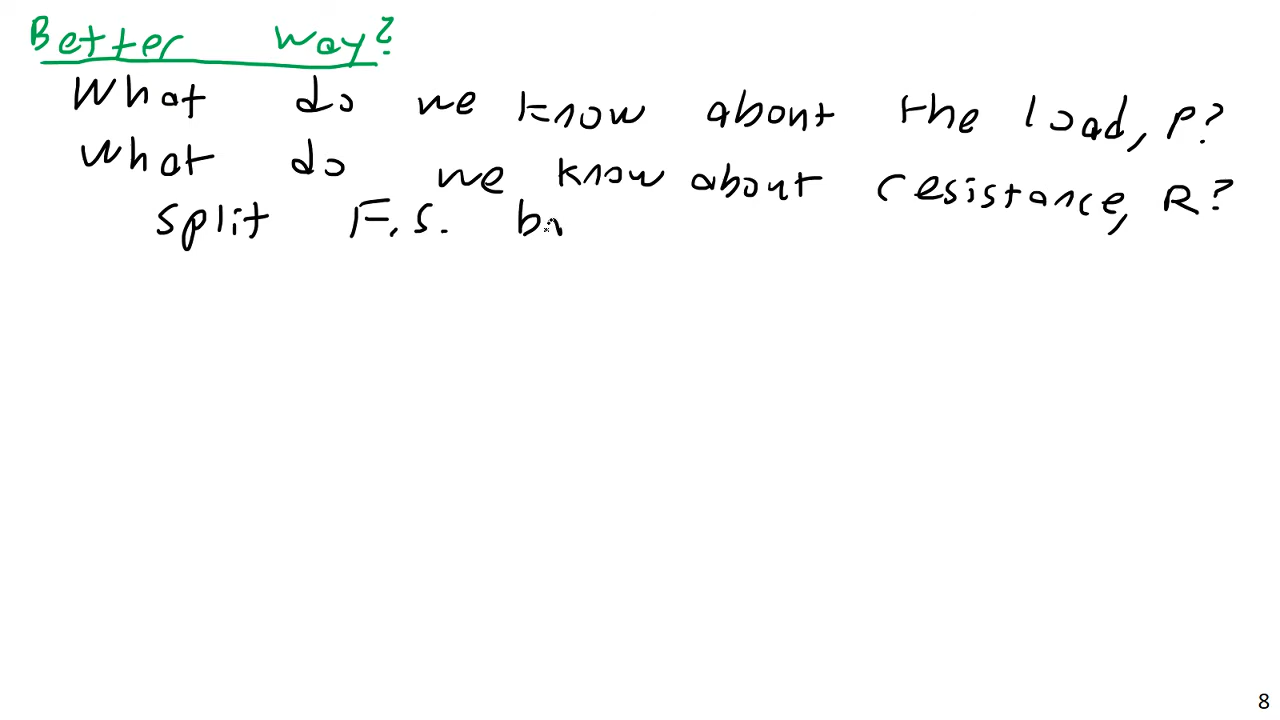 Better way?
What do we know about the load, P?
What do we know about resistance, R?
split F.S.
8